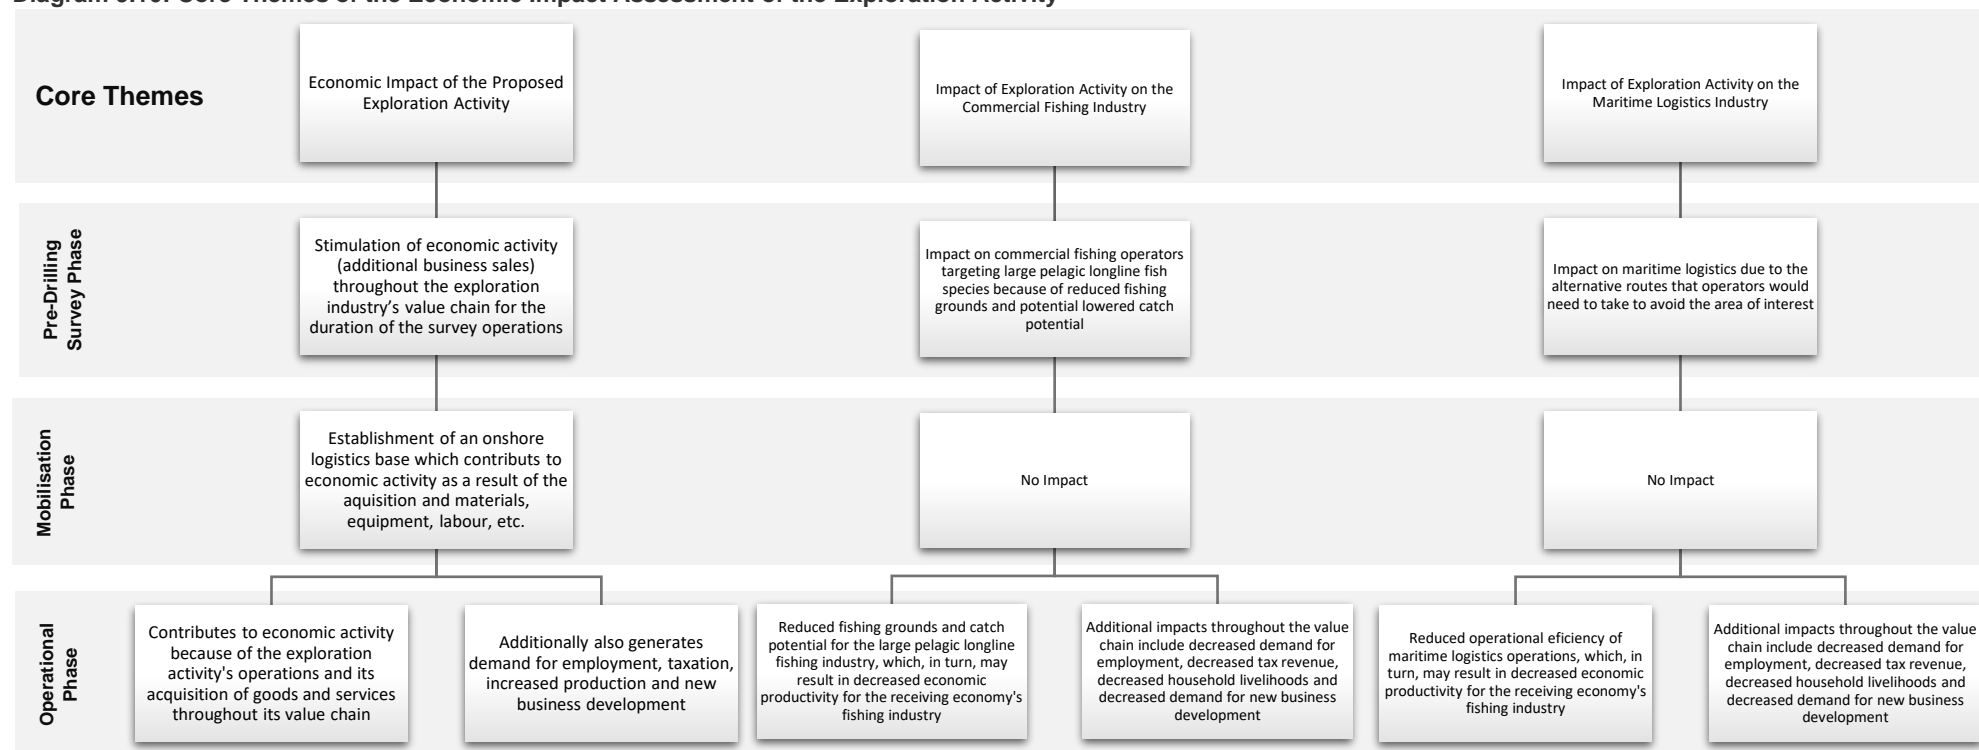 Diagram 5.10: Core Themes of the Economic Impact Assessment of the Exploration Activity
Core Themes
Economic Impact of the Proposed
Exploration Activity
Impact of Exploration Activity on the
Commercial Fishing Industry
Impact of Exploration Activity on the
Maritime Logistics Industry
Pre-Drilling
Survey Phase
Stimulation of economic activity
(additional business sales)
throughout the exploration
industry’s value chain for the
duration of the survey operations
Impact on commercial fishing operators
targeting large pelagic longline fish
species because of reduced fishing
grounds and potential lowered catch
potential
Impact on maritime logistics due to the
alternative routes that operators would
need to take to avoid the area of interest
Mobilisation
Phase
Establishment of an onshore
logistics base which contributs to
economic activity as a result of the
aquisition and materials,
equipment, labour, etc.
No Impact
No Impact
Operational
Phase
Contributes to economic activity
because of the exploration
activity's operations and its
acquisition of goods and services
throughout its value chain
Additionally also generates
demand for employment, taxation,
increased production and new
business development
Reduced fishing grounds and catch
potential for the large pelagic longline
fishing industry, which, in turn, may
result in decreased economic
productivity for the receiving economy's
fishing industry
Additional impacts throughout the value
chain include decreased demand for
employment, decreased tax revenue,
decreased household livelihoods and
decreased demand for new business
development
Reduced operational eficiency of
maritime logistics operations, which, in
turn, may result in decreased economic
productivity for the receiving economy's
fishing industry
Additional impacts throughout the value
chain include decreased demand for
employment, decreased tax revenue,
decreased household livelihoods and
decreased demand for new business
development